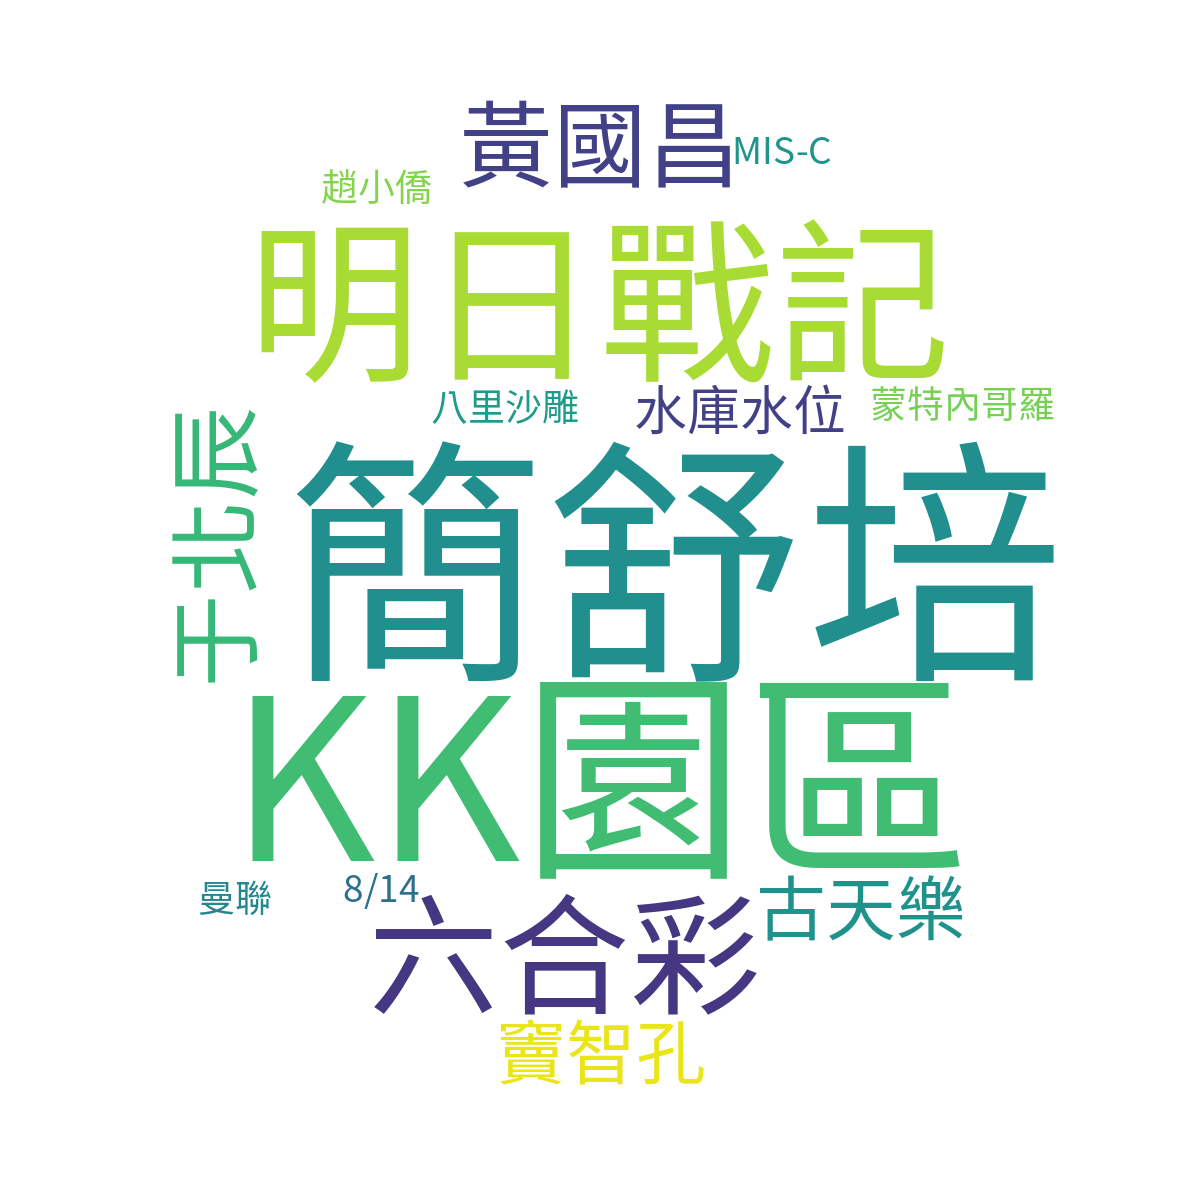 黃國昌
MIS-C
趙小僑
明日戰記
八里沙雕
水庫水位
蒙特內哥羅
于北辰
簡舒培
KK園區
曼聯
8/14
六合彩
古天樂
竇智孔